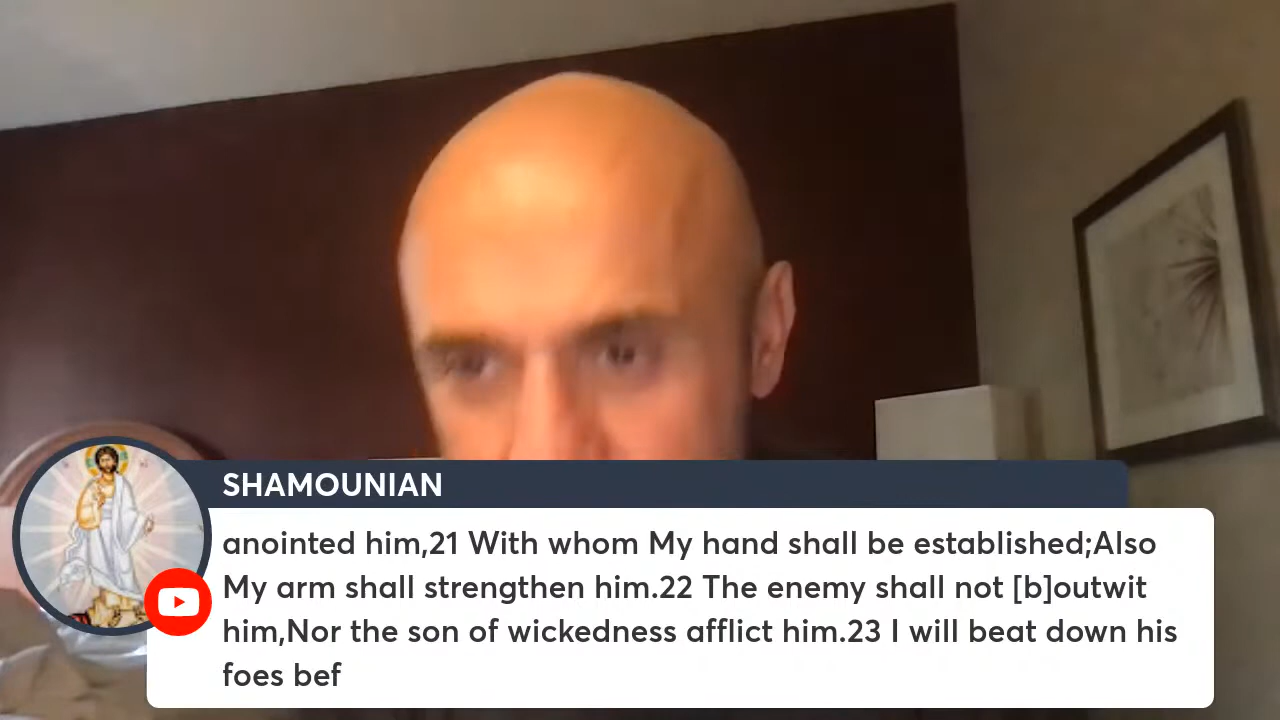 SHAMOUNIAN
anointed him,21 With whom My hand shall be established;Also
My arm shall strengthen him.22 The enemy shall not [b]outwit
him,Nor the son of wickedness afflict him.23 I will beat down his
foes bef